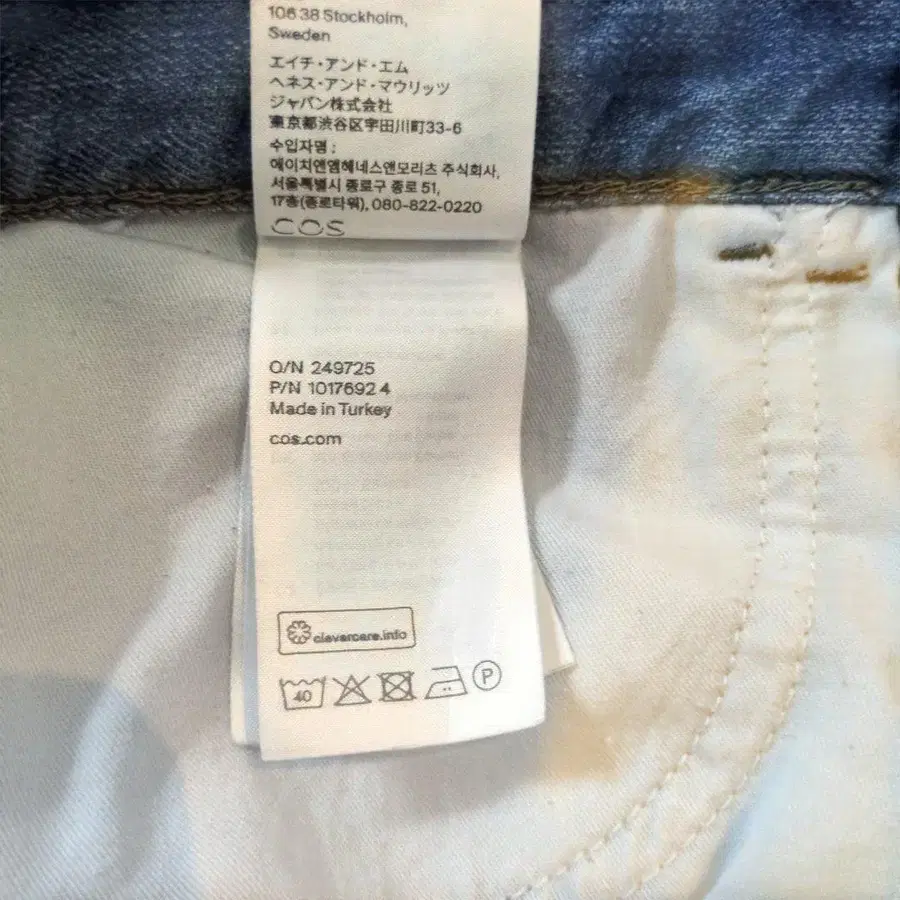 106 38 Stockholm,
Sweden
エイチ・アンド・エム
ヘネス・アンド・マウリッツ
ジャパン株式会社
東京都渋谷区宇田川町33-6
수입자명 :
에이치앤엠헤네스앤모리츠 주식회사,
서울특별시 종로구 종로 51,
17층(종로타워), 080-822-0220
COS
O/N 249725
P/N 1017692 4
Made in Turkey
cos.com
clevercare.info
40
P